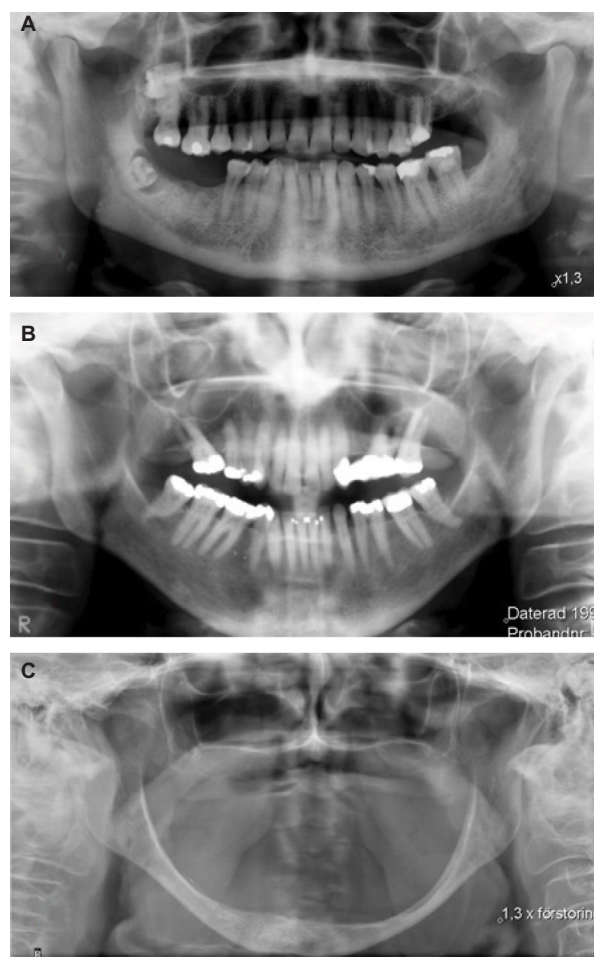 A
x1,3
B
R
Daterad 199
Probandnr:
C
1,3 x förstorin
R